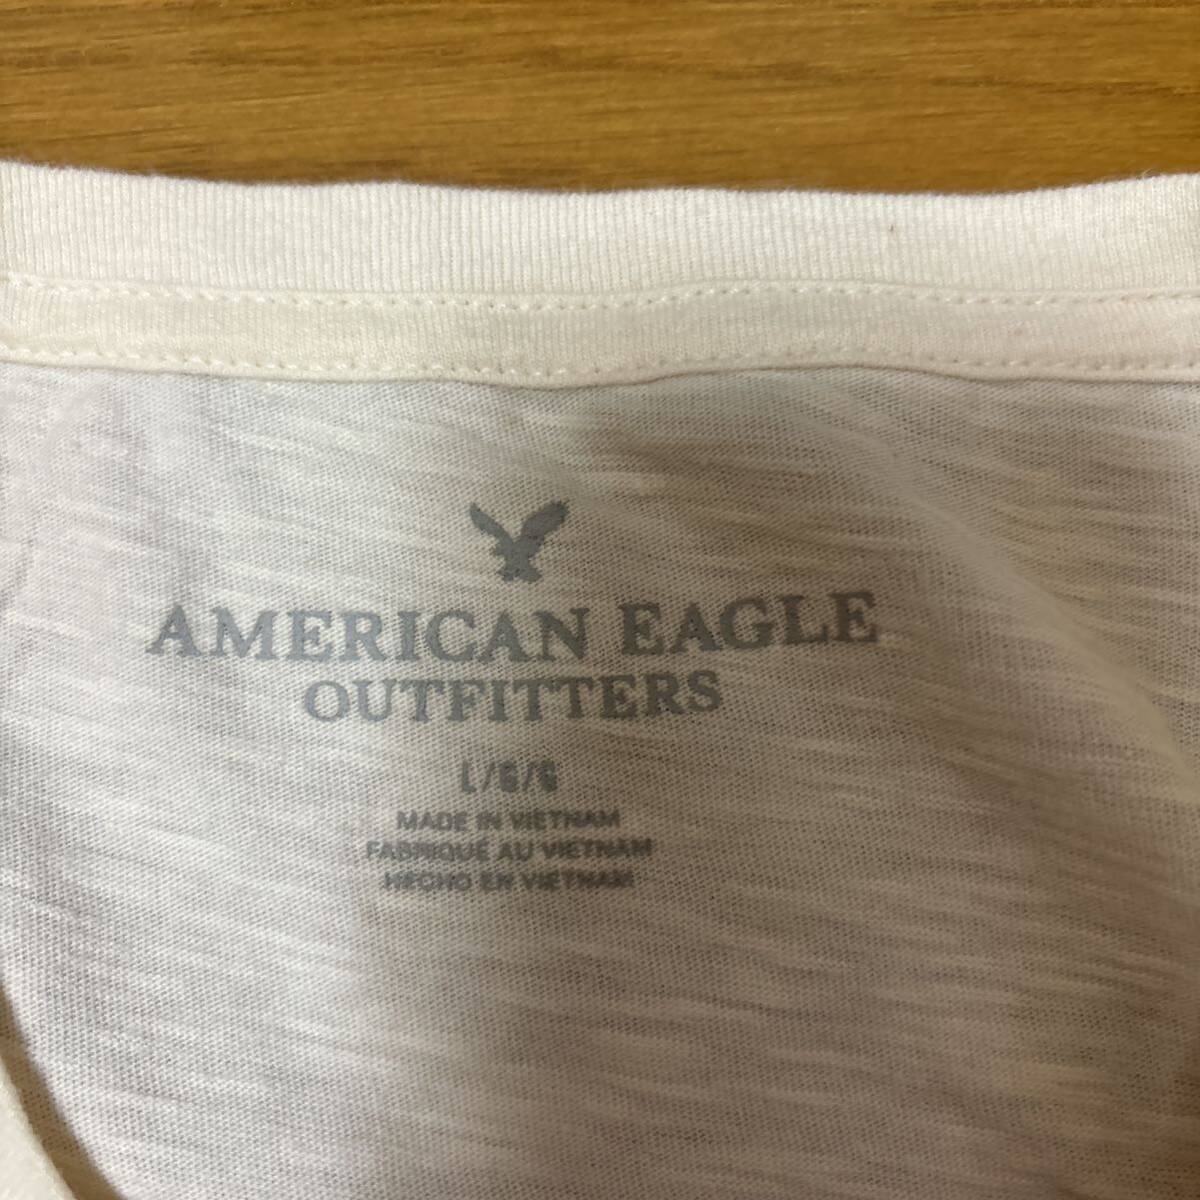 AMERICAN EAGLE
OUTFITTERS
L/G/G
MADE IN VIETNAM
FABRIQUÉ AU VIETNAM
HECHO EN VIETNAM